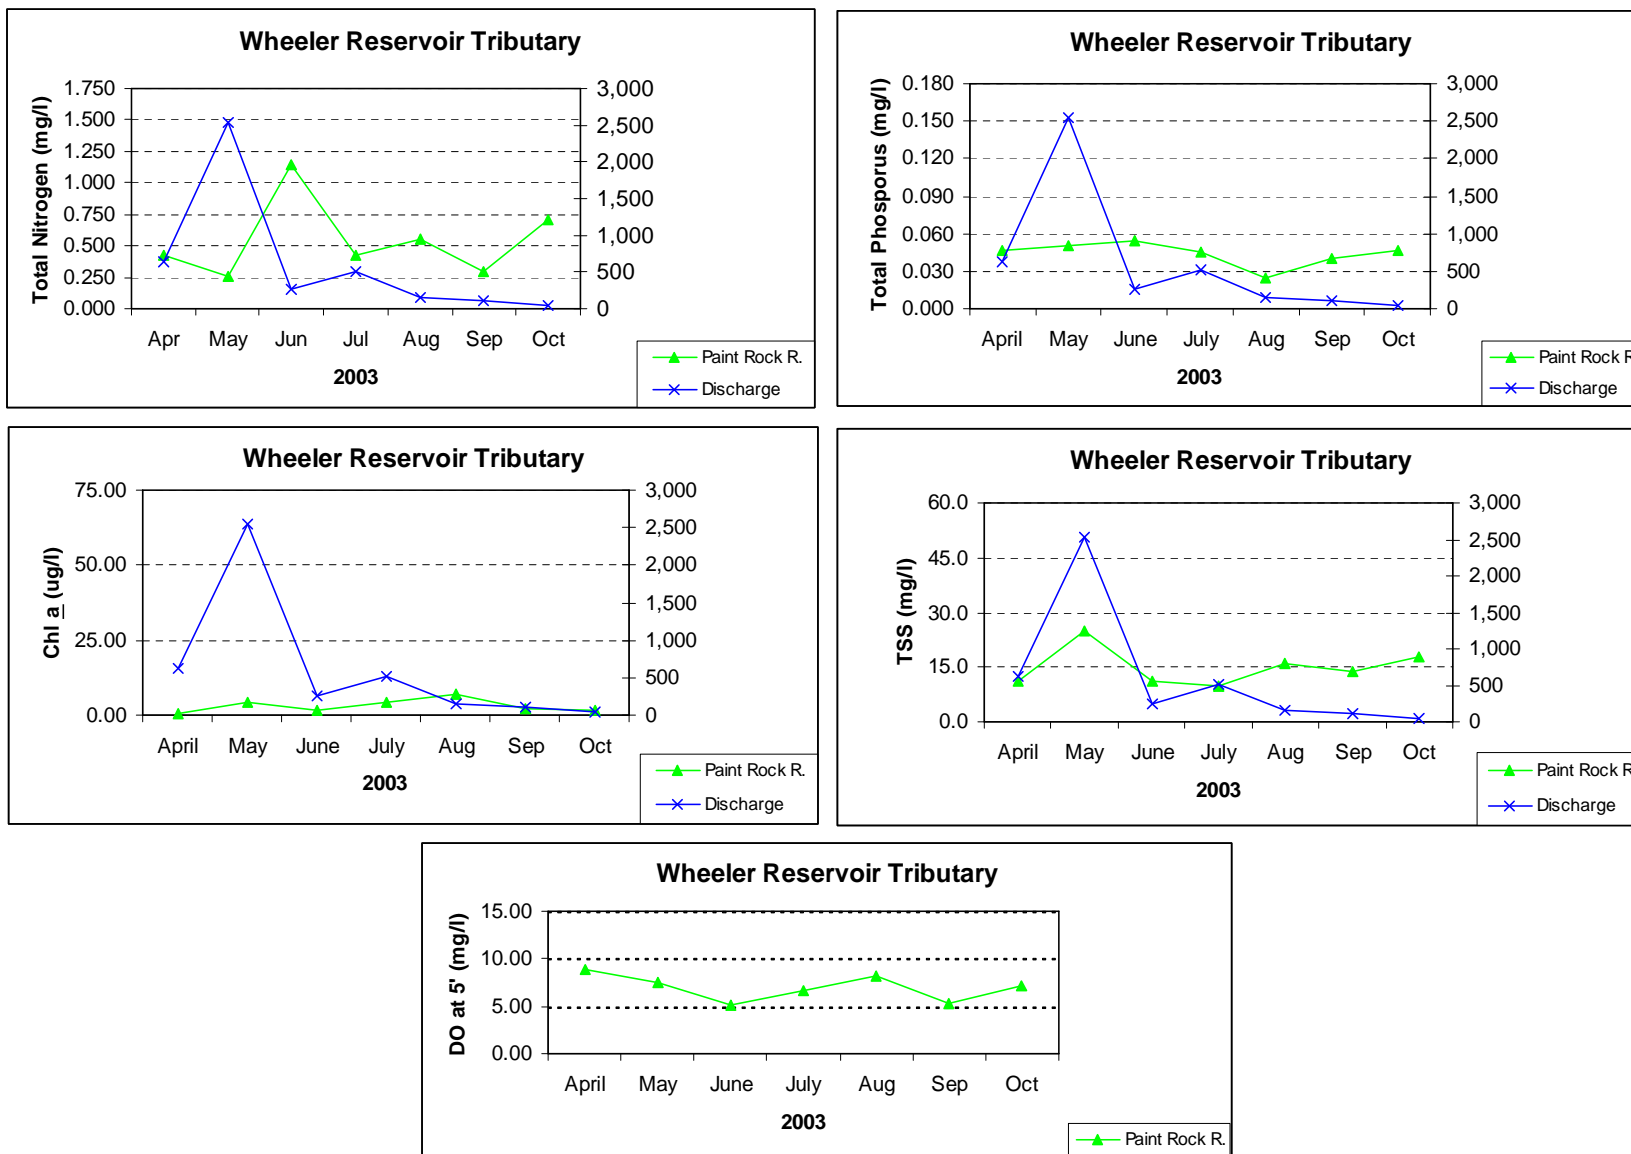 Wheeler Reservoir Tributary
Total Nitrogen (mg/l)
1.750
1.500
1.250
1.000
0.750
0.500
0.250
0.000
3,000
2,500
2,000
1,500
1,000
500
0
Apr May Jun Jul Aug Sep Oct
2003
Paint Rock R.
Discharge
Wheeler Reservoir Tributary
Total Phosporus (mg/l)
0.180
0.150
0.120
0.090
0.060
0.030
0.000
3,000
2,500
2,000
1,500
1,000
500
0
April May June July Aug Sep Oct
2003
Paint Rock R
Discharge
Wheeler Reservoir Tributary
Chl a (ug/l)
75.00
50.00
25.00
0.00
3,000
2,500
2,000
1,500
1,000
500
0
April May June July Aug Sep Oct
2003
Paint Rock R.
Discharge
Wheeler Reservoir Tributary
TSS (mg/l)
60.0
45.0
30.0
15.0
0.0
3,000
2,500
2,000
1,500
1,000
500
0
April May June July Aug Sep Oct
2003
Paint Rock R
Discharge
Wheeler Reservoir Tributary
DO at 5' (mg/l)
15.00
10.00
5.00
0.00
April May June July Aug Sep Oct
2003
Paint Rock R.